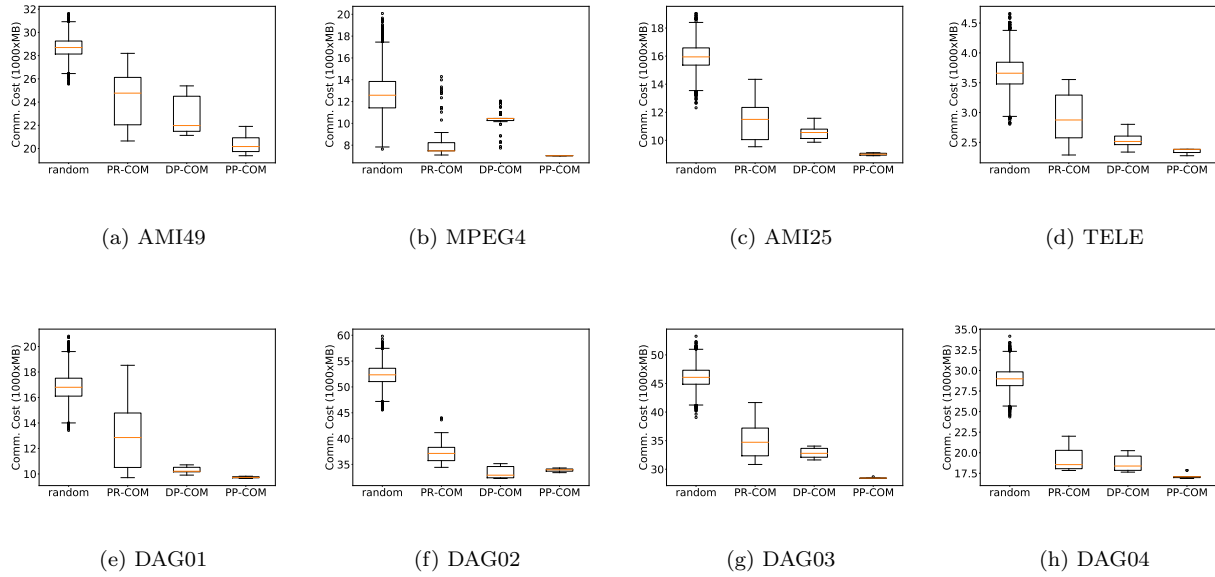 Comm. Cost (1000xMB)
32
30
28
26
24
22
20
random PR-COM DP-COM PP-COM
(a) AMI49
Comm. Cost (1000xMB)
20
18
16
14
12
10
8
random PR-COM DP-COM PP-COM
(b) MPEG4
Comm. Cost (1000xMB)
18
16
14
12
10
random PR-COM DP-COM PP-COM
(c) AMI25
Comm. Cost (1000xMB)
4.5
4.0
3.5
3.0
2.5
random PR-COM DP-COM PP-COM
(d) TELE
Comm. Cost (1000xMB)
20
18
16
14
12
10
random PR-COM DP-COM PP-COM
(e) DAG01
Comm. Cost (1000xMB)
60
55
50
45
40
35
random PR-COM DP-COM PP-COM
(f) DAG02
Comm. Cost (1000xMB)
50
45
40
35
30
random PR-COM DP-COM PP-COM
(g) DAG03
Comm. Cost (1000xMB)
35.0
32.5
30.0
27.5
25.0
22.5
20.0
17.5
random PR-COM DP-COM PP-COM
(h) DAG04